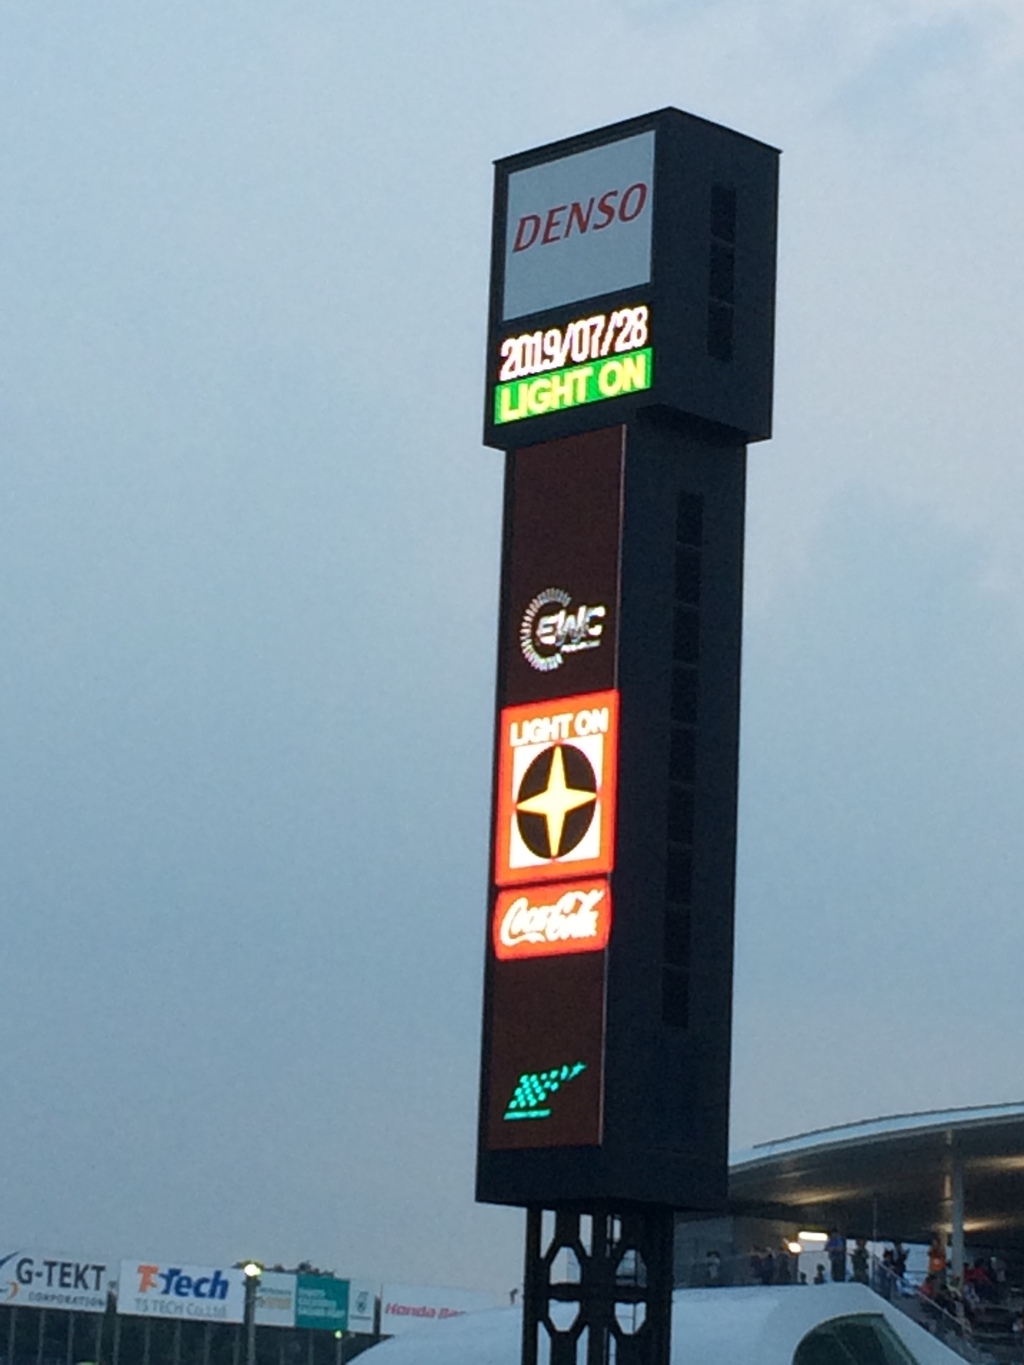 DENSO
2019/07/28
LIGHT ON
EWC
LIGHT ON
Coca-Cola
G-TEKT
CORPORATION
TS Tech
TS TECH Co.,Ltd
Honda